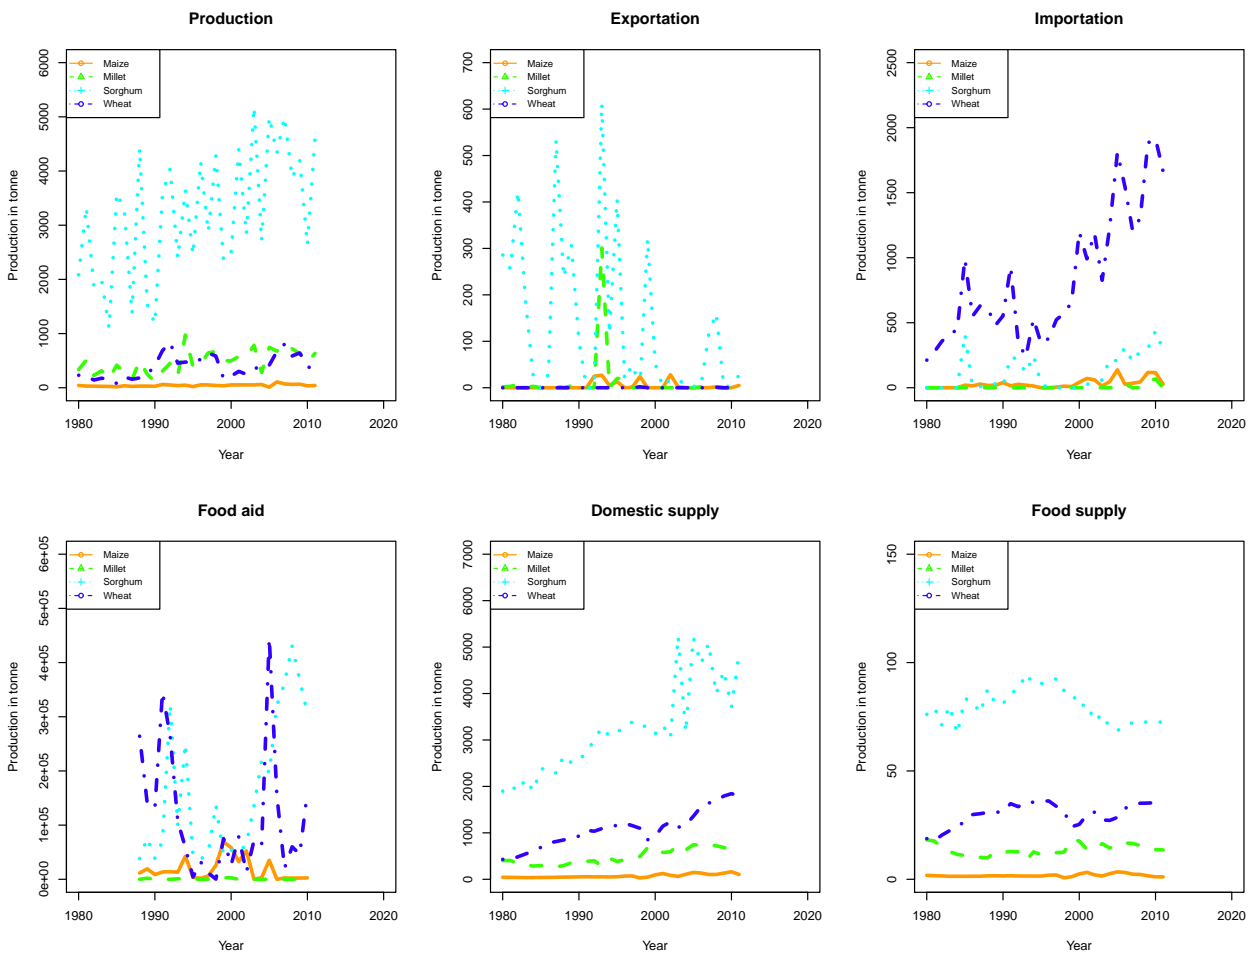 Production
Production in tonne
6000
5000
4000
3000
2000
1000
0
Maize
Millet
Sorghum
Wheat
1980 1990 2000 2010 2020
Year
Exportation
Production in tonne
700
600
500
400
300
200
100
0
Maize
Millet
Sorghum
Wheat
1980 1990 2000 2010 2020
Year
Importation
Production in tonne
2500
2000
1500
1000
500
0
Maize
Millet
Sorghum
Wheat
1980 1990 2000 2010 2020
Year
Food aid
Production in tonne
6e+05
5e+05
4e+05
3e+05
2e+05
1e+05
0e+00
Maize
Millet
Sorghum
Wheat
1980 1990 2000 2010 2020
Year
Domestic supply
Production in tonne
7000
6000
5000
4000
3000
2000
1000
0
Maize
Millet
Sorghum
Wheat
1980 1990 2000 2010 2020
Year
Food supply
Production in tonne
150
100
50
0
Maize
Millet
Sorghum
Wheat
1980 1990 2000 2010 2020
Year